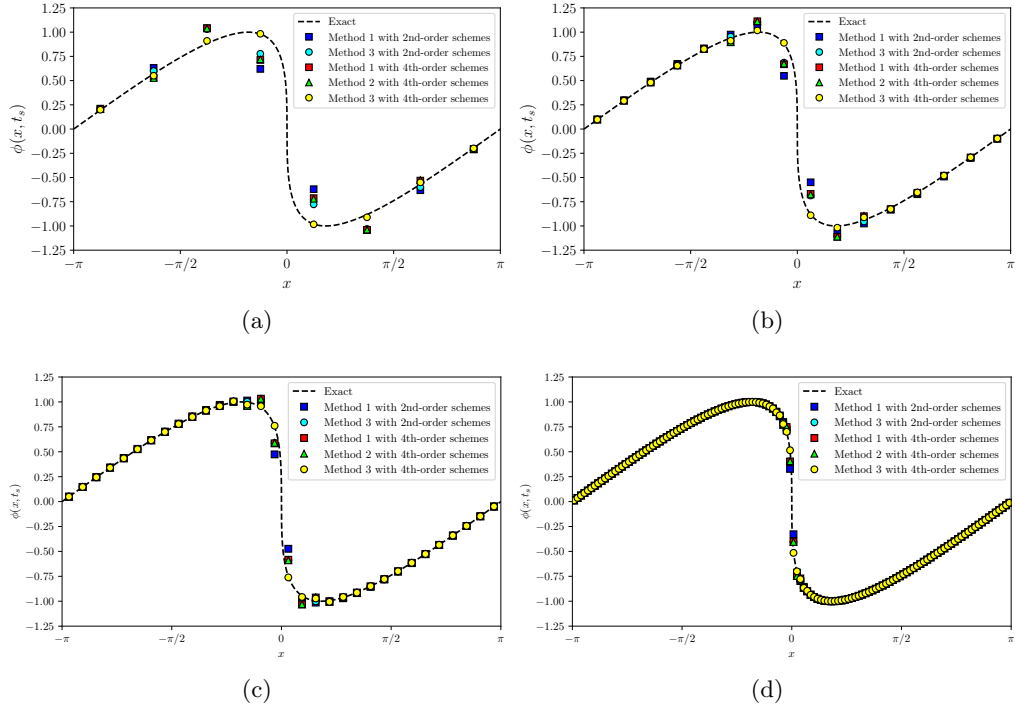 1.25
1.00
0.75
0.50
0.25
0.00
−0.25
−0.50
−0.75
−1.00
−1.25
ϕ(x, t_s)
−π
−π/2
0
π/2
π
x
Exact
Method 1 with 2nd-order schemes
Method 3 with 2nd-order schemes
Method 1 with 4th-order schemes
Method 2 with 4th-order schemes
Method 3 with 4th-order schemes
(a)
1.25
1.00
0.75
0.50
0.25
0.00
−0.25
−0.50
−0.75
−1.00
−1.25
ϕ(x, t_s)
−π
−π/2
0
π/2
π
x
Exact
Method 1 with 2nd-order schemes
Method 3 with 2nd-order schemes
Method 1 with 4th-order schemes
Method 2 with 4th-order schemes
Method 3 with 4th-order schemes
(b)
1.25
1.00
0.75
0.50
0.25
0.00
−0.25
−0.50
−0.75
−1.00
−1.25
ϕ(x, t_s)
−π
−π/2
0
π/2
π
x
Exact
Method 1 with 2nd-order schemes
Method 3 with 2nd-order schemes
Method 1 with 4th-order schemes
Method 2 with 4th-order schemes
Method 3 with 4th-order schemes
(c)
1.25
1.00
0.75
0.50
0.25
0.00
−0.25
−0.50
−0.75
−1.00
−1.25
ϕ(x, t_s)
−π
−π/2
0
π/2
π
x
Exact
Method 1 with 2nd-order schemes
Method 3 with 2nd-order schemes
Method 1 with 4th-order schemes
Method 2 with 4th-order schemes
Method 3 with 4th-order schemes
(d)